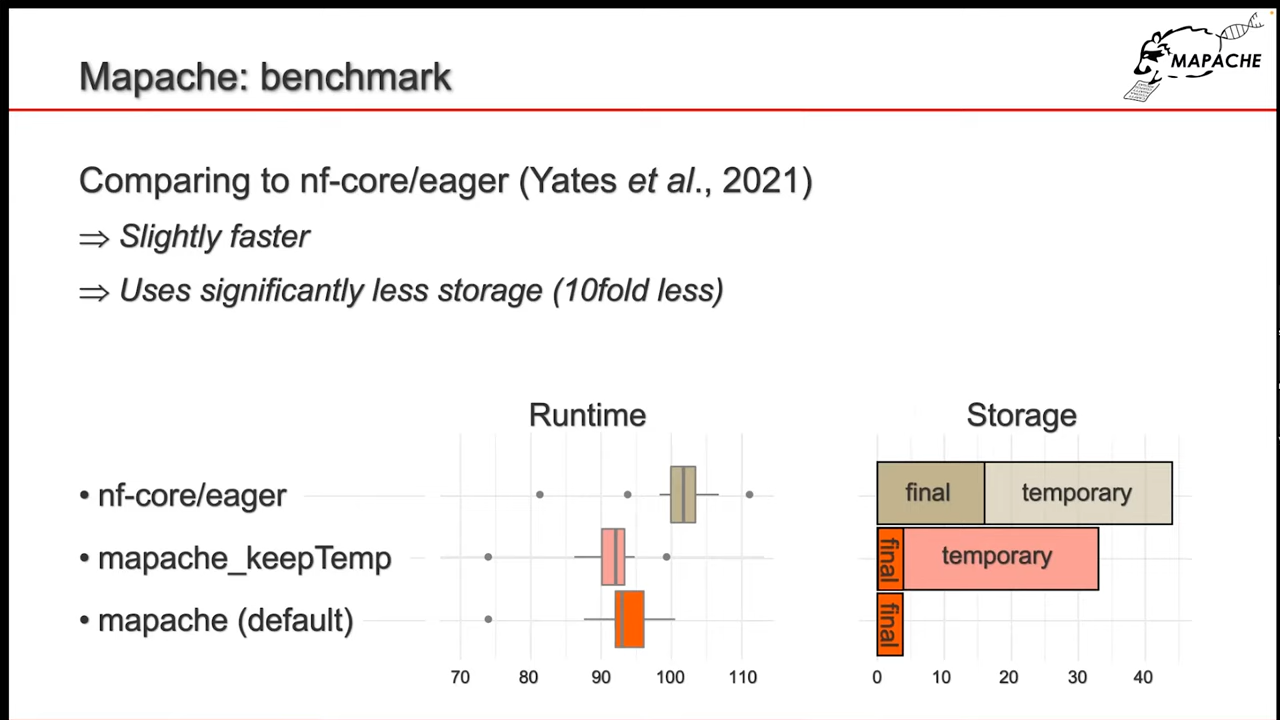 Mapache: benchmark
MAPACHE
Comparing to nf-core/eager (Yates et al., 2021)
⇒ Slightly faster
⇒ Uses significantly less storage (10fold less)
Runtime
Storage
• nf-core/eager
final
temporary
• mapache_keepTemp
final
temporary
• mapache (default)
final
70 80 90 100 110
0 10 20 30 40